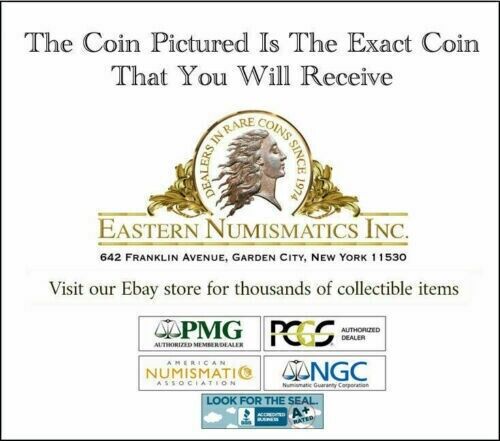 The Coin Pictured Is The Exact Coin
That You Will Receive
DEALERS IN RARE COINS SINCE 1974
EASTERN NUMISMATICS INC.
642 FRANKLIN AVENUE, GARDEN CITY, NEW YORK 11530
Visit our Ebay store for thousands of collectible items
PMG
AUTHORIZED MEMBER/DEALER
PCGS AUTHORIZED
DEALER
AMERICAN
NUMISMATIC
ASSOCIATION
NGC
Numismatic Guaranty Corporation
LOOK FOR THE SEAL.
BBB
ACCREDITED
BUSINESS
A+
RATED